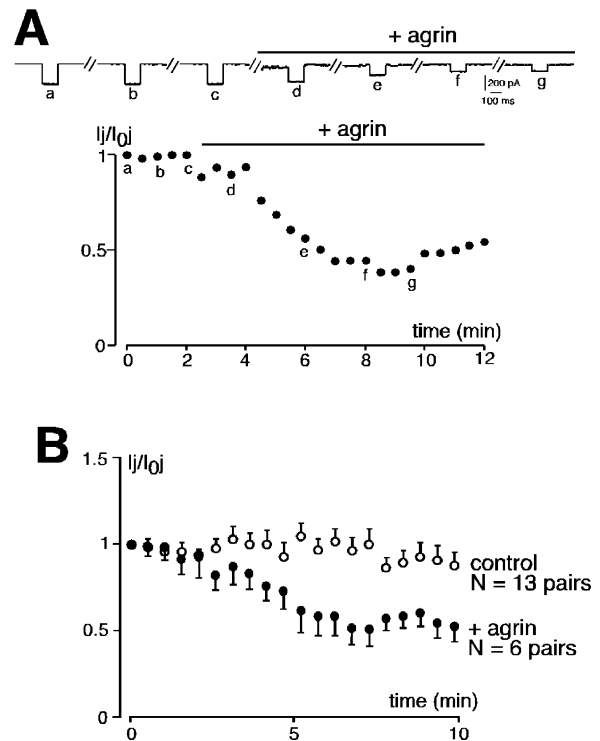 A
+ agrin
a b c d e f g
200 pA
100 ms
Ij/I0j
+ agrin
1
0.5
0
a b c d e f g
time (min)
0 2 4 6 8 10 12
B
Ij/I0j
1.5
1
0.5
0
control
N = 13 pairs
+ agrin
N = 6 pairs
time (min)
0 5 10